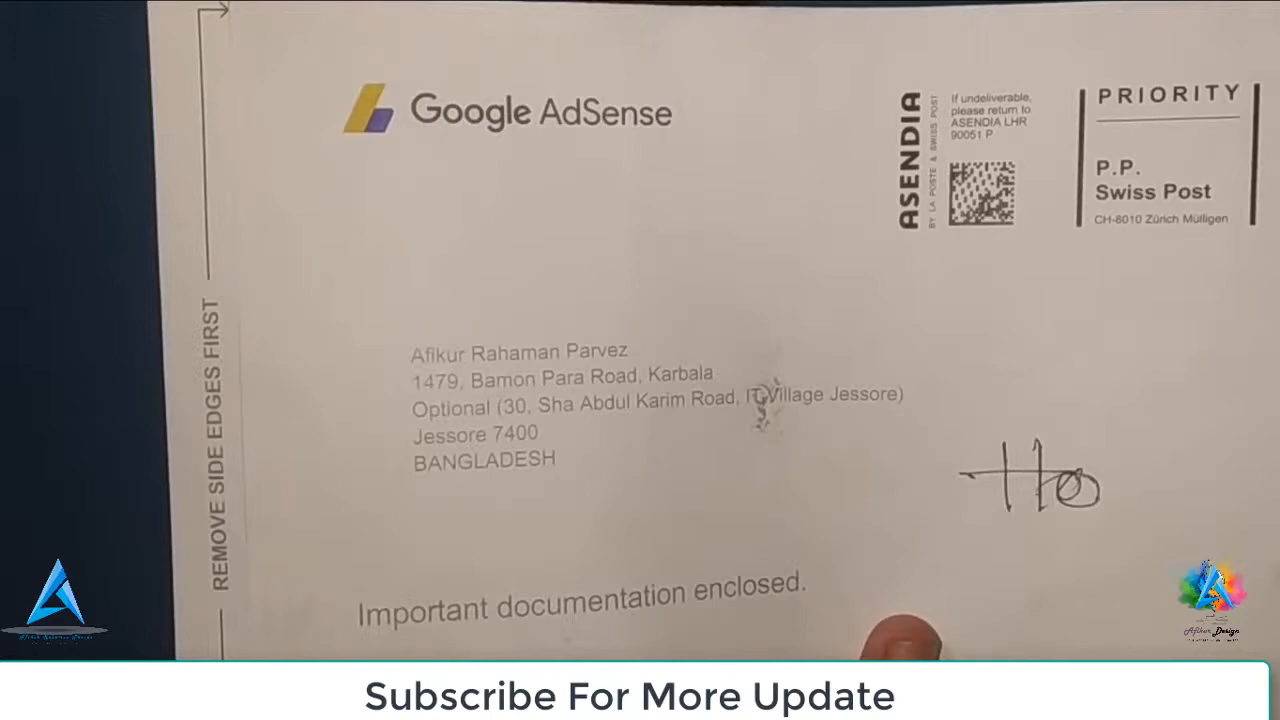 REMOVE SIDE EDGES FIRST
Google AdSense
ASENDIA
BY LA POSTE & SWISS POST
If undeliverable,
please return to
ASENDIA LHR
90051 P
PRIORITY
P.P.
Swiss Post
CH-8010 Zürich Mülligen
Afikur Rahaman Parvez
1479, Bamon Para Road, Karbala
Optional (30, Sha Abdul Karim Road, IT Village Jessore)
Jessore 7400
BANGLADESH
Important documentation enclosed.
Afikur Design
Subscribe For More Update